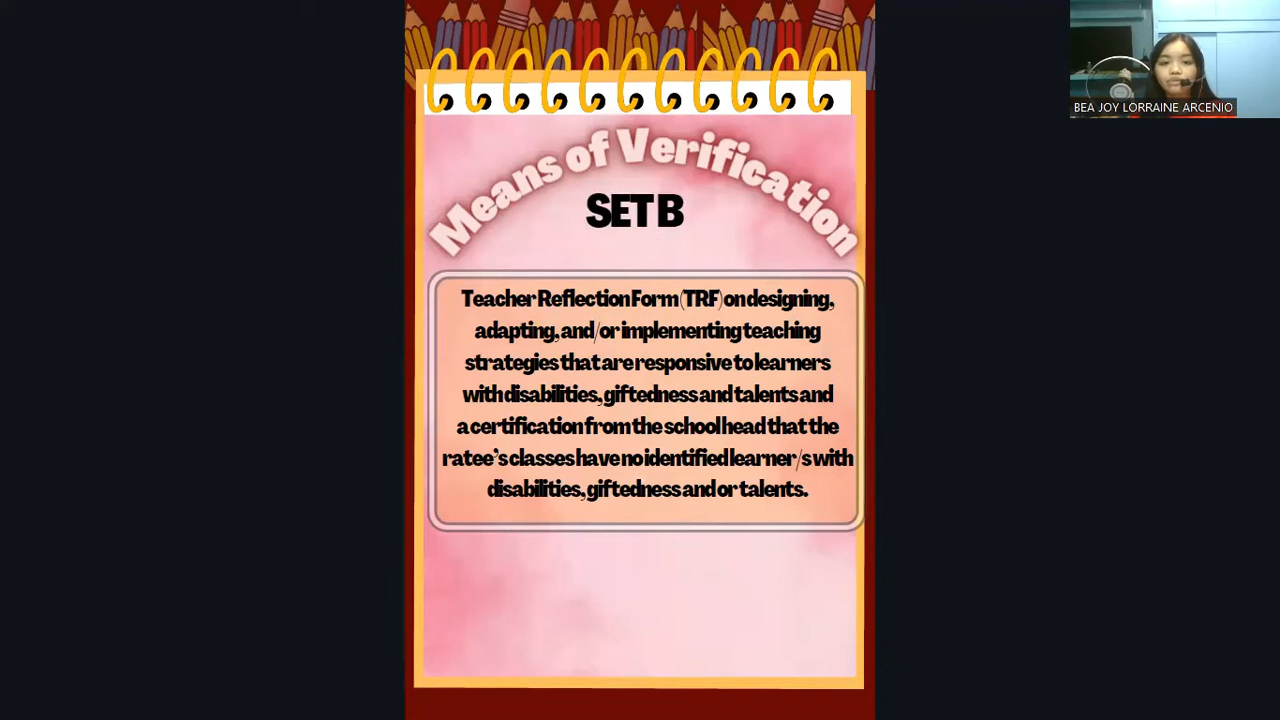 Means of Verification
SET B
Teacher Reflection Form (TRF) on designing,
adapting, and/or implementing teaching
strategies that are responsive to learners
with disabilities, giftedness and talents and
a certification from the school head that the
ratee's classes have no identified learner/s with
disabilities, giftedness and or talents.
BEA JOY LORRAINE ARCENIO